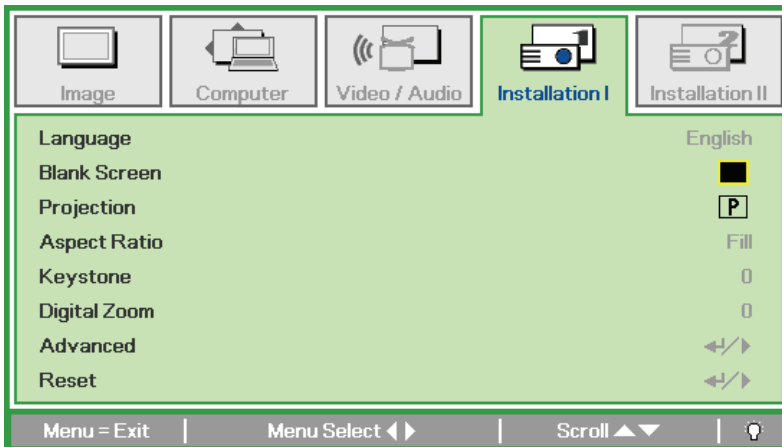 Image Computer Video / Audio Installation I Installation II
Language English
Blank Screen
Projection P
Aspect Ratio Fill
Keystone 0
Digital Zoom 0
Advanced
Reset
Menu = Exit Menu Select Scroll